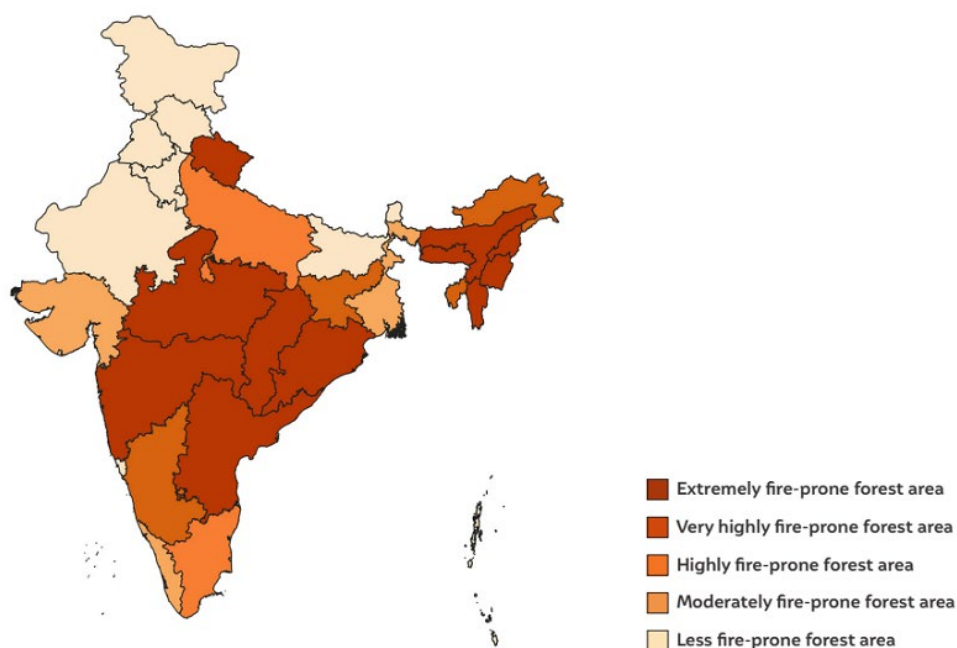 Extremely fire-prone forest area
Very highly fire-prone forest area
Highly fire-prone forest area
Moderately fire-prone forest area
Less fire-prone forest area